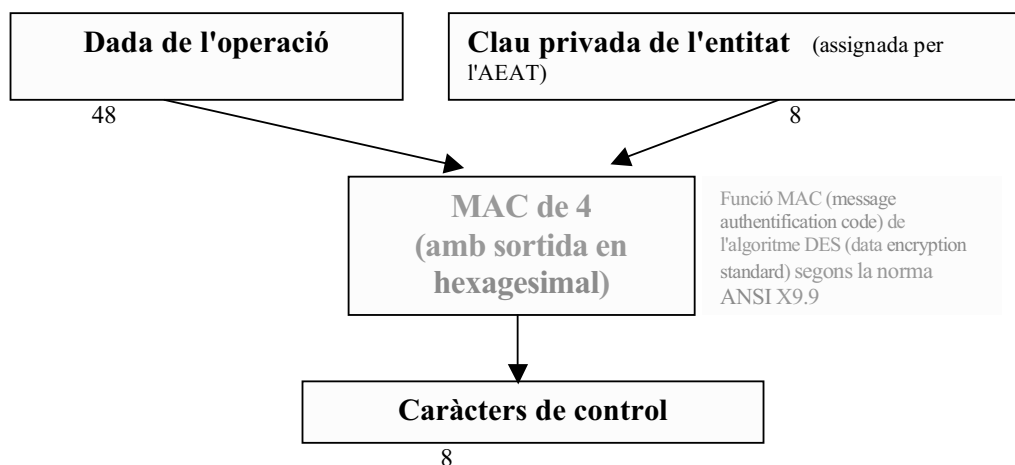 Dada de l'operació
Clau privada de l'entitat (assignada per
l'AEAT)
48
8
MAC de 4
(amb sortida en
hexagesimal)
Funció MAC (message
authentification code) de
l'algoritme DES (data encryption
standard) segons la norma
ANSI X9.9
Caràcters de control
8